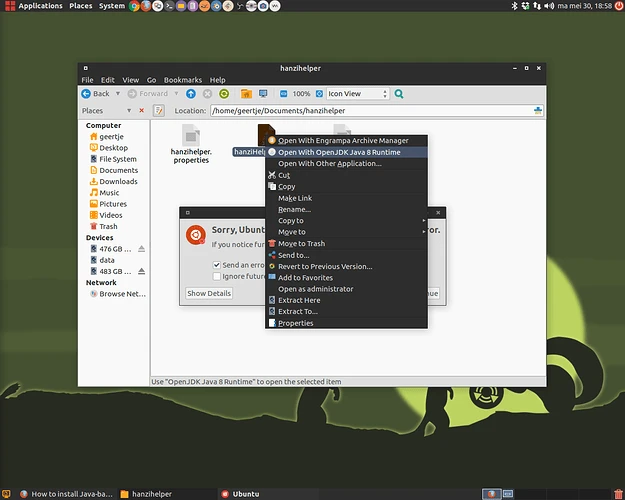 Applications Places System
ma mei 30, 18:58
hanzihelper
File Edit View Go Bookmarks Help
Back Forward 100% Icon View
Places Location: /home/geertje/Documents/hanzihelper
Computer
geertje
Desktop
File System
Documents
Downloads
Music
Pictures
Videos
Trash
Devices
476 GB ...
data
483 GB ...
Network
Browse Net...
hanzihelper.
properties
Open With Engrampa Archive Manager
Open With OpenJDK Java 8 Runtime
Open With Other Application...
Cut
Copy
Make Link
Rename...
Copy to
Move to
Move to Trash
Send to...
Revert to Previous Version...
Add to Favorites
Open as administrator
Extract Here
Extract To...
Properties
Sorry, Ubunt
ror.
If you notice fur
Send an erro
Ignore future
Show Details
nue
Use "OpenJDK Java 8 Runtime" to open the selected item
How to install Java-ba... hanzihelper Ubuntu